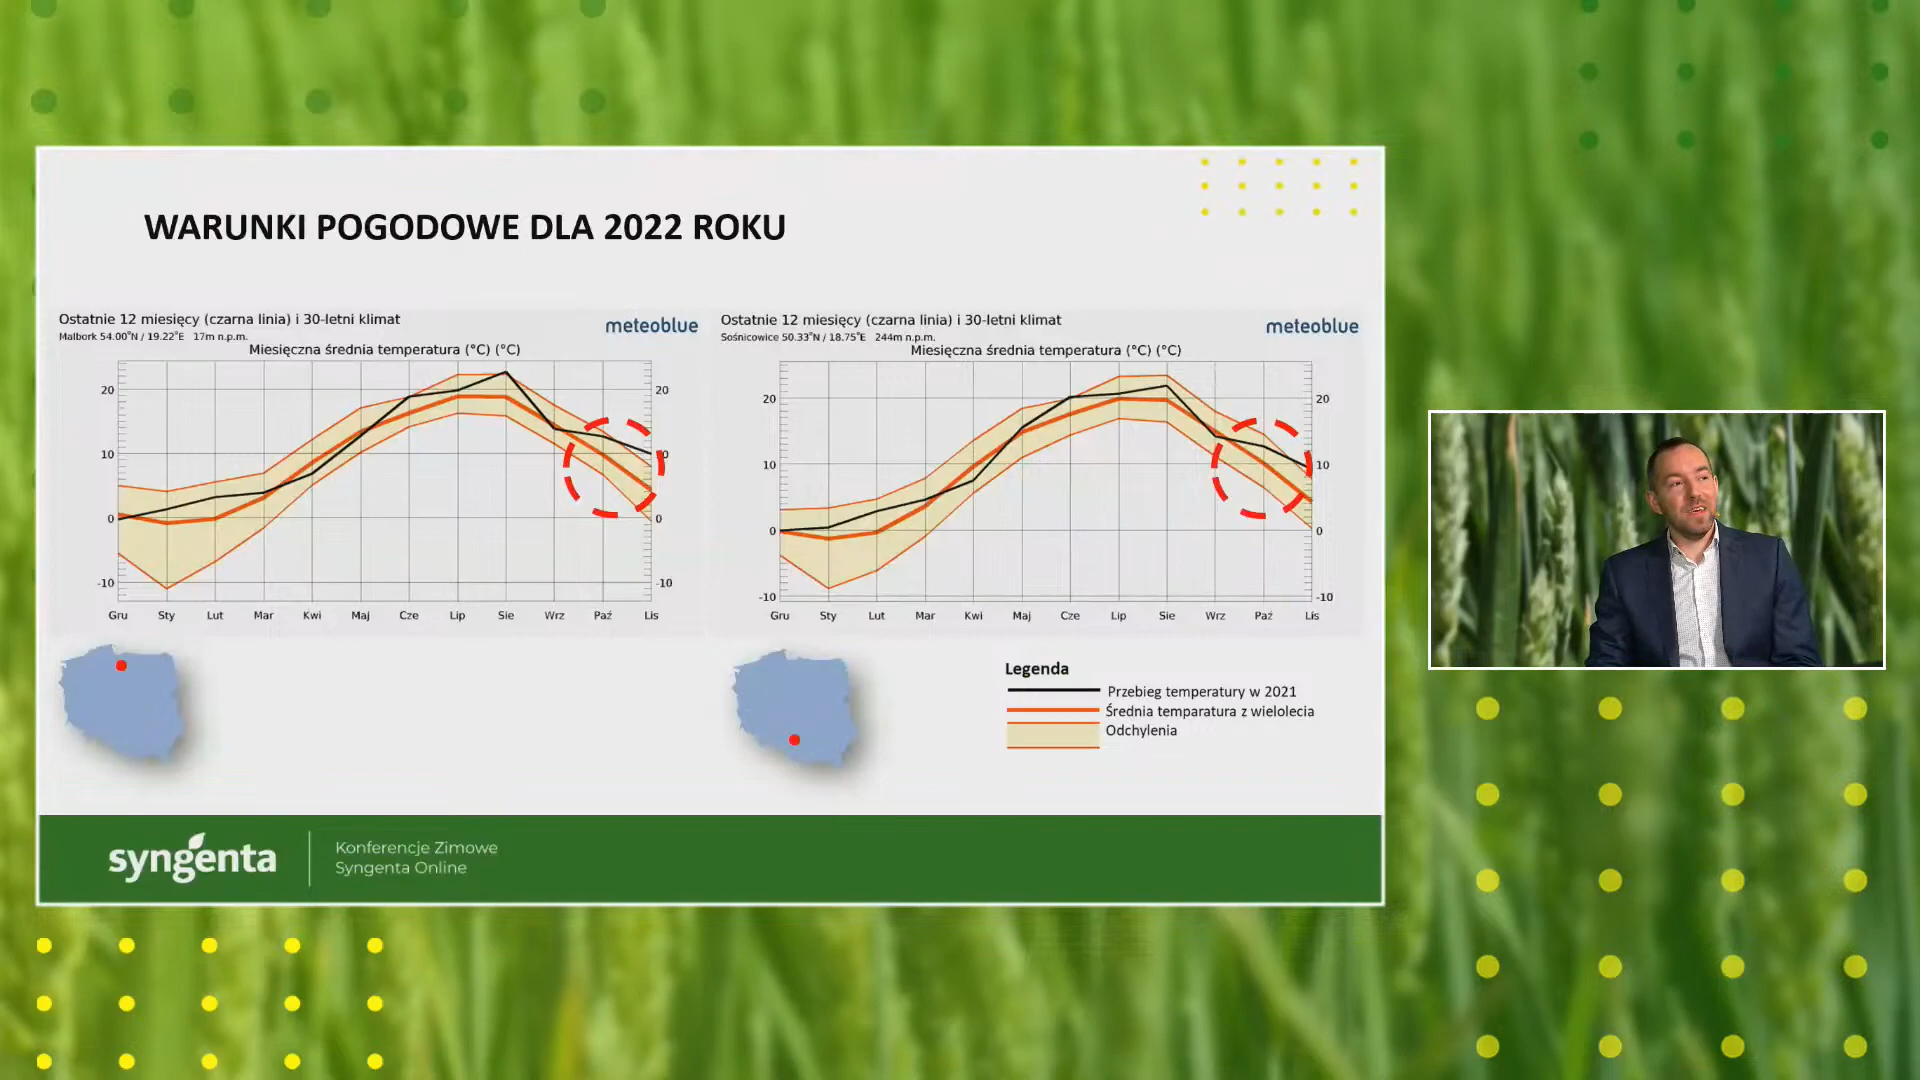 WARUNKI POGODOWE DLA 2022 ROKU
Ostatnie 12 miesięcy (czarna linia) i 30-letni klimat
Malbork 54.00°N / 19.22°E 17m n.p.m.
meteoblue
Miesięczna średnia temperatura (°C) (°C)
20
20
10
10
0
0
-10
-10
Gru Sty Lut Mar Kwi Maj Cze Lip Sie Wrz Paź Lis
Ostatnie 12 miesięcy (czarna linia) i 30-letni klimat
Sośnicowice 50.33°N / 18.75°E 244m n.p.m.
meteoblue
Miesięczna średnia temperatura (°C) (°C)
20
20
10
10
0
0
-10
-10
Gru Sty Lut Mar Kwi Maj Cze Lip Sie Wrz Paź Lis
Legenda
Przebieg temperatury w 2021
Średnia temparatura z wielolecia
Odchylenia
syngenta
Konferencje Zimowe
Syngenta Online